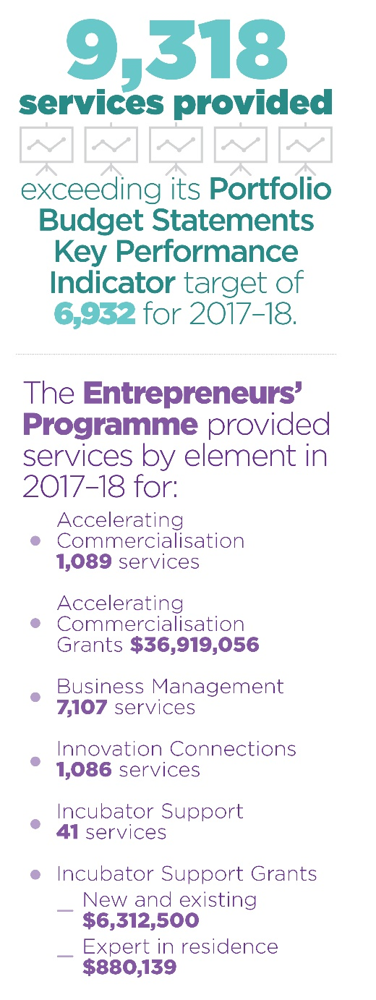 9,318
services provided
exceeding its Portfolio
Budget Statements
Key Performance
Indicator target of
6,932 for 2017–18.
The Entrepreneurs’
Programme provided
services by element in
2017–18 for:
• Accelerating
Commercialisation
1,089 services
• Accelerating
Commercialisation
Grants $36,919,056
• Business Management
7,107 services
• Innovation Connections
1,086 services
• Incubator Support
41 services
• Incubator Support Grants
— New and existing
$6,312,500
— Expert in residence
$880,139